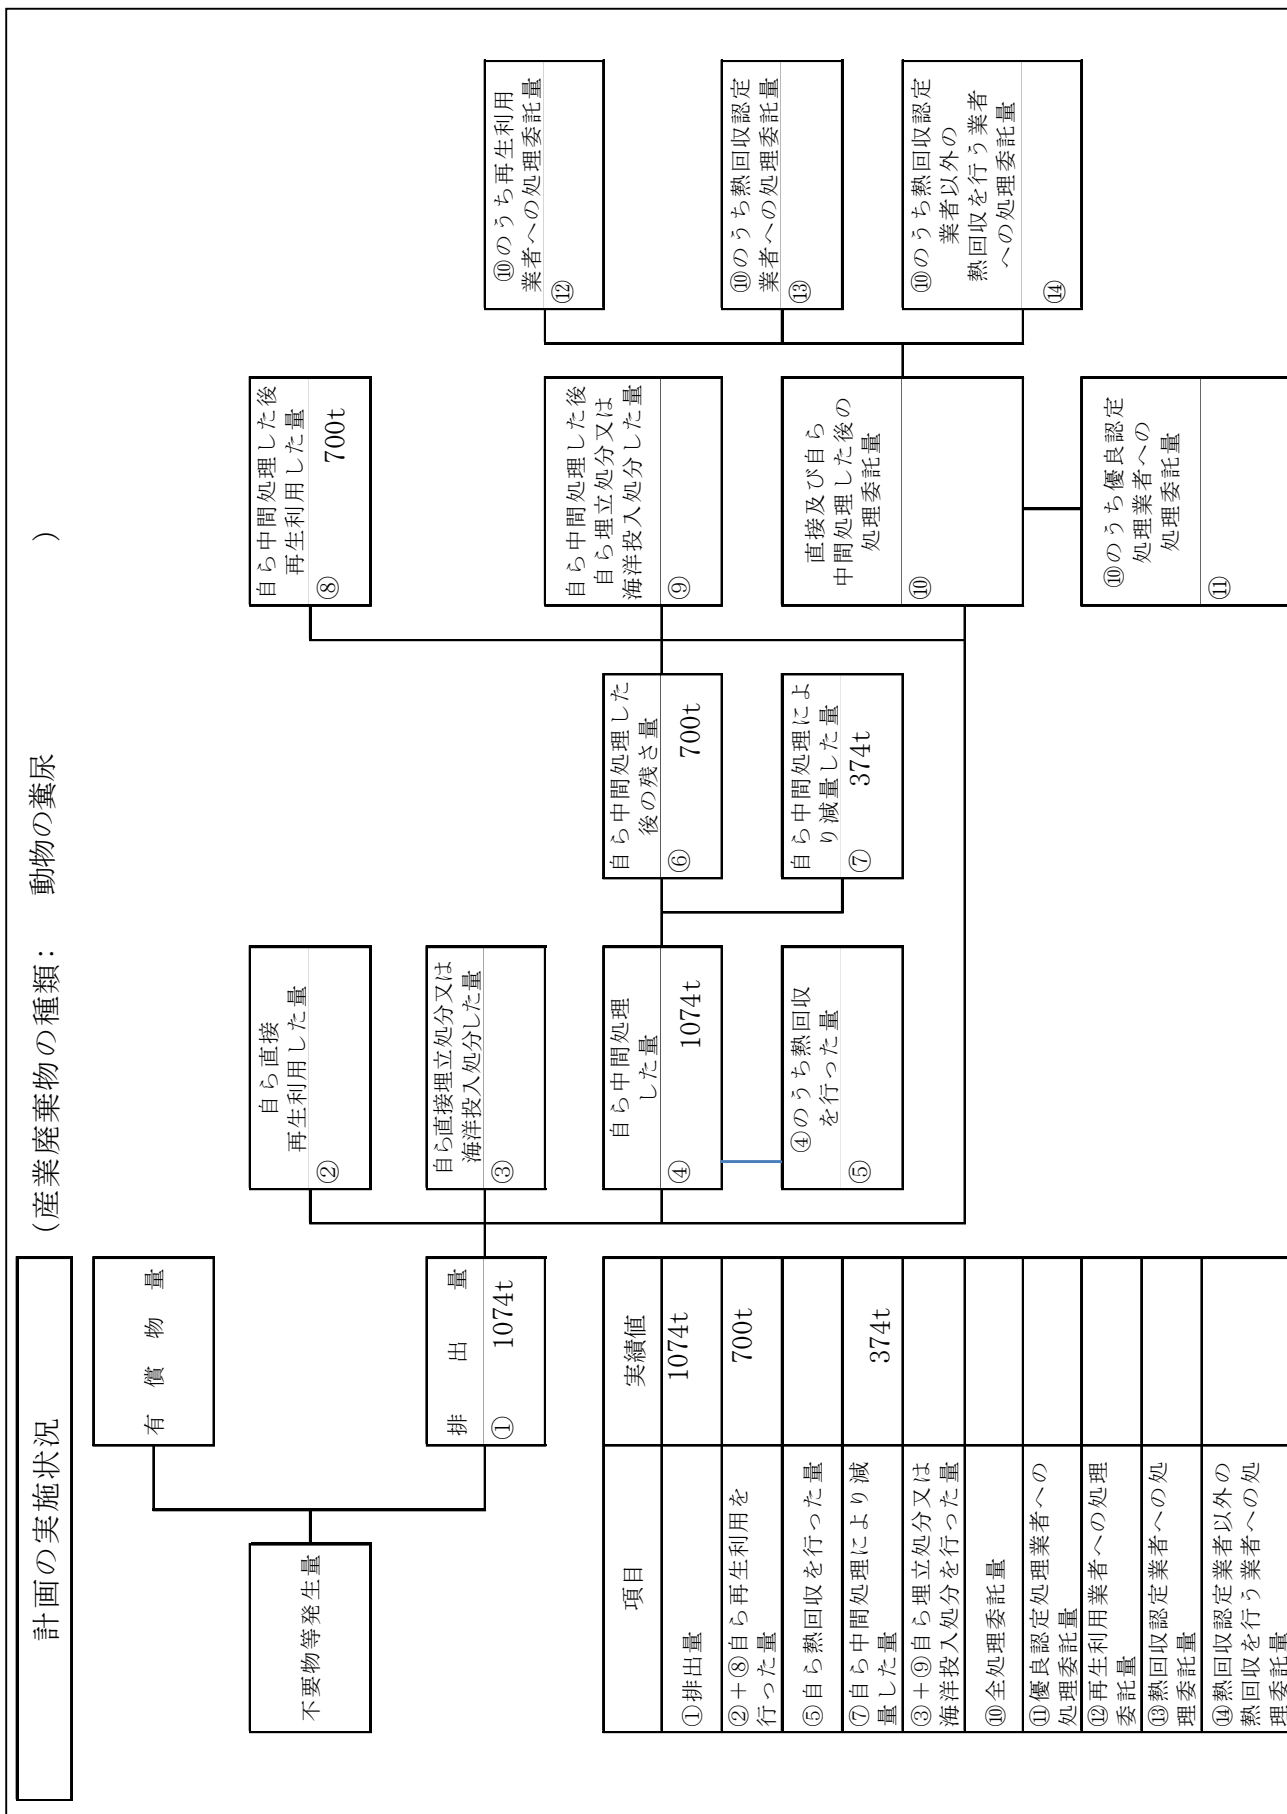 計画の実施状況
(産業廃棄物の種類： 動物の糞尿 )
不要物等発生量
有償物量
排出量
① 1074t
自ら直接
再生利用した量
②
自ら直接埋立処分又は
海洋投入処分した量
③
自ら中間処理
した量
④ 1074t
④のうち熱回収
を行った量
⑤
自ら中間処理した
後の残さ量
⑥ 700t
自ら中間処理によ
り減量した量
⑦ 374t
自ら中間処理した後
再生利用した量
⑧ 700t
自ら中間処理した後
自ら埋立処分又は
海洋投入処分した量
⑨
直接及び自ら
中間処理した後の
処理委託量
⑩
⑩のうち優良認定
処理業者への
処理委託量
⑪
⑩のうち再生利用
業者への処理委託量
⑫
⑩のうち熱回収認定
業者への処理委託量
⑬
⑩のうち熱回収認定
業者以外の
熱回収を行う業者
への処理委託量
⑭
項目 実績値
①排出量 1074t
②＋⑧自ら再生利用を
行った量 700t
⑤自ら熱回収を行った量
⑦自ら中間処理により減
量した量 374t
③＋⑨自ら埋立処分又は
海洋投入処分を行った量
⑩全処理委託量
⑪優良認定処理業者への
処理委託量
⑫再生利用業者への処理
委託量
⑬熱回収認定業者への処
理委託量
⑭熱回収認定業者以外の
熱回収を行う業者への処
理委託量